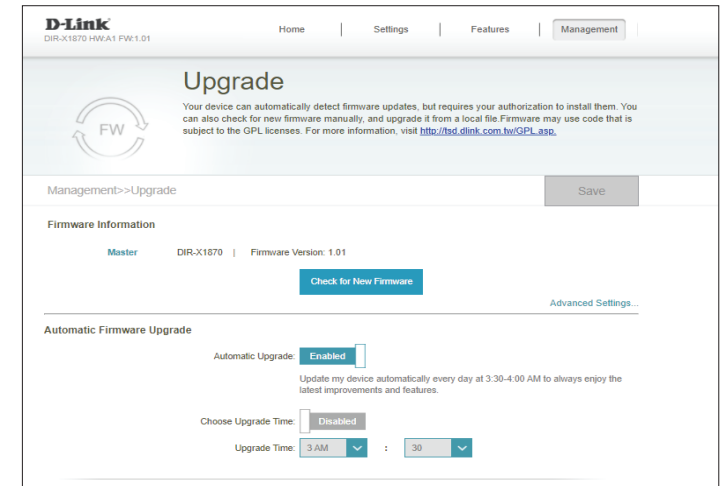 D-Link
DIR-X1870 HW:A1 FW:1.01
Home | Settings | Features | Management
Upgrade
Your device can automatically detect firmware updates, but requires your authorization to install them. You
can also check for new firmware manually, and upgrade it from a local file.Firmware may use code that is
subject to the GPL licenses. For more information, visit http://tsd.dlink.com.tw/GPL.
asp.
FW
Management>>Upgrade
Save
Firmware Information
Master DIR-X1870 | Firmware Version: 1.01
Check for New Firmware
Advanced Settings...
Automatic Firmware Upgrade
Automatic Upgrade: Enabled
Update my device automatically every day at 3:30-4:00 AM to always enjoy the
latest improvements and features.
Choose Upgrade Time: Disabled
Upgrade Time: 3 AM : 30